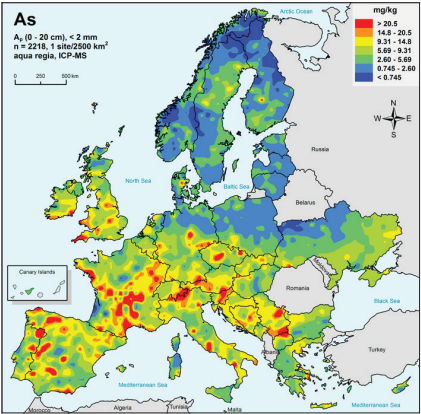 As
Ap (0 - 20 cm), < 2 mm
n = 2218, 1 site/2500 km²
aqua regia, ICP-MS
0 250 500 km
mg/kg
> 20.5
14.8 - 20.5
9.31 - 14.8
5.69 - 9.31
2.60 - 5.69
0.745 - 2.60
< 0.745
Arctic Ocean
N
W E
S
Russia
North Sea
Baltic Sea
Belarus
Canary Islands
Moldova
Romania
Black Sea
Albania
Turkey
Mediterranean Sea
Mediterranean Sea
Morocco
Algeria
Tunisia
Malta